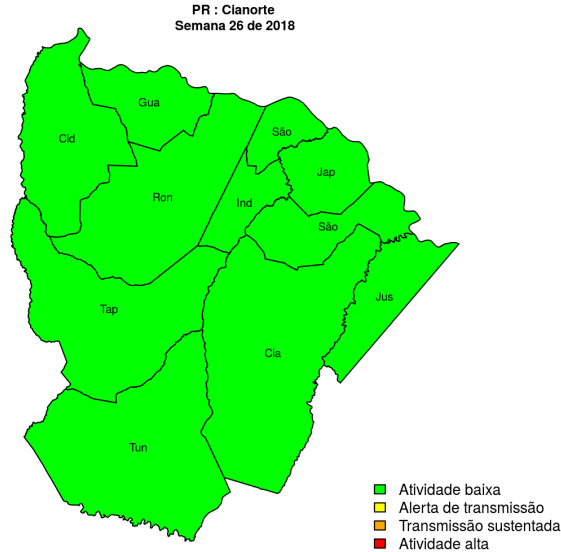 PR : Cianorte
Semana 26 de 2018
Gua
São
Cid
Jap
Ron
Ind
São
Jus
Tap
Cia
Tun
Atividade baixa
Alerta de transmissão
Transmissão sustentada
Atividade alta